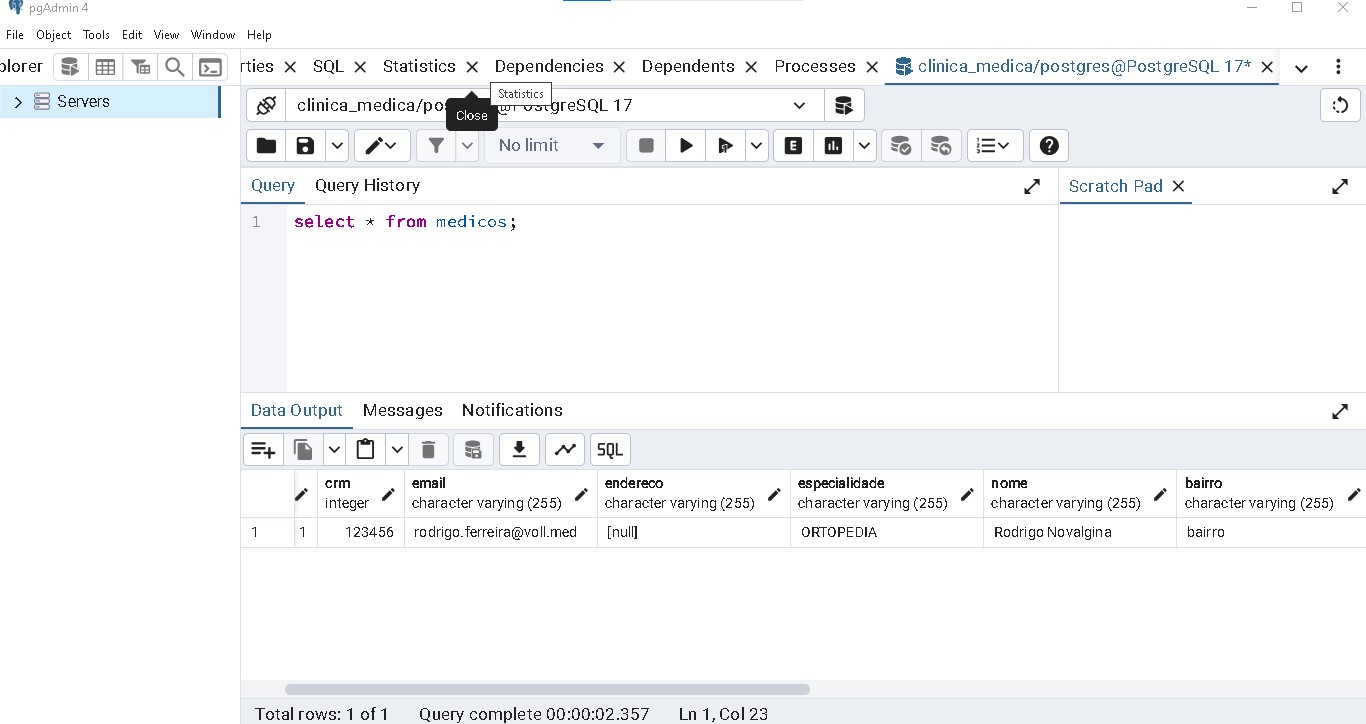 pgAdmin 4
File Object Tools Edit View Window Help
plorer rties SQL Statistics Dependencies Dependents Processes clinica_medica/postgres@PostgreSQL 17*
Servers
Statistics
clinica_medica/pos @PostgreSQL 17
Close
No limit E
Query Query History Scratch Pad
1 select * from medicos;
Data Output Messages Notifications
SQL
crm email endereco especialidade nome bairro
integer character varying (255) character varying (255) character varying (255) character varying (255) character varying (255)
1 1 123456 rodrigo.ferreira@voll.med [null] ORTOPEDIA Rodrigo Novalgina bairro
Total rows: 1 of 1 Query complete 00:00:02.357 Ln 1, Col 23